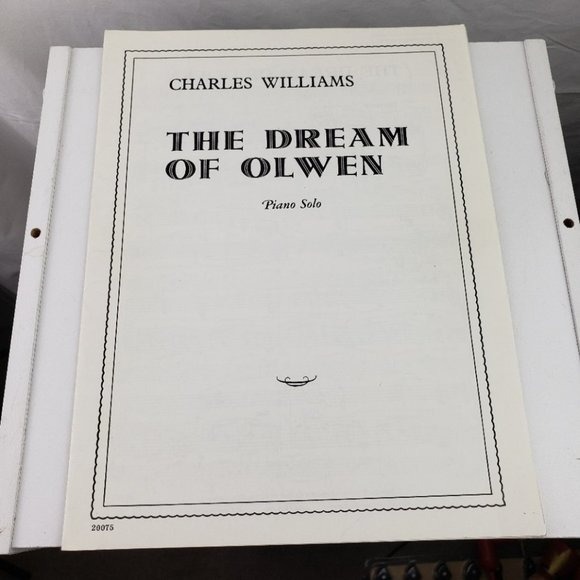 CHARLES WILLIAMS
THE DREAM
OF OLWEN
Piano Solo
20075